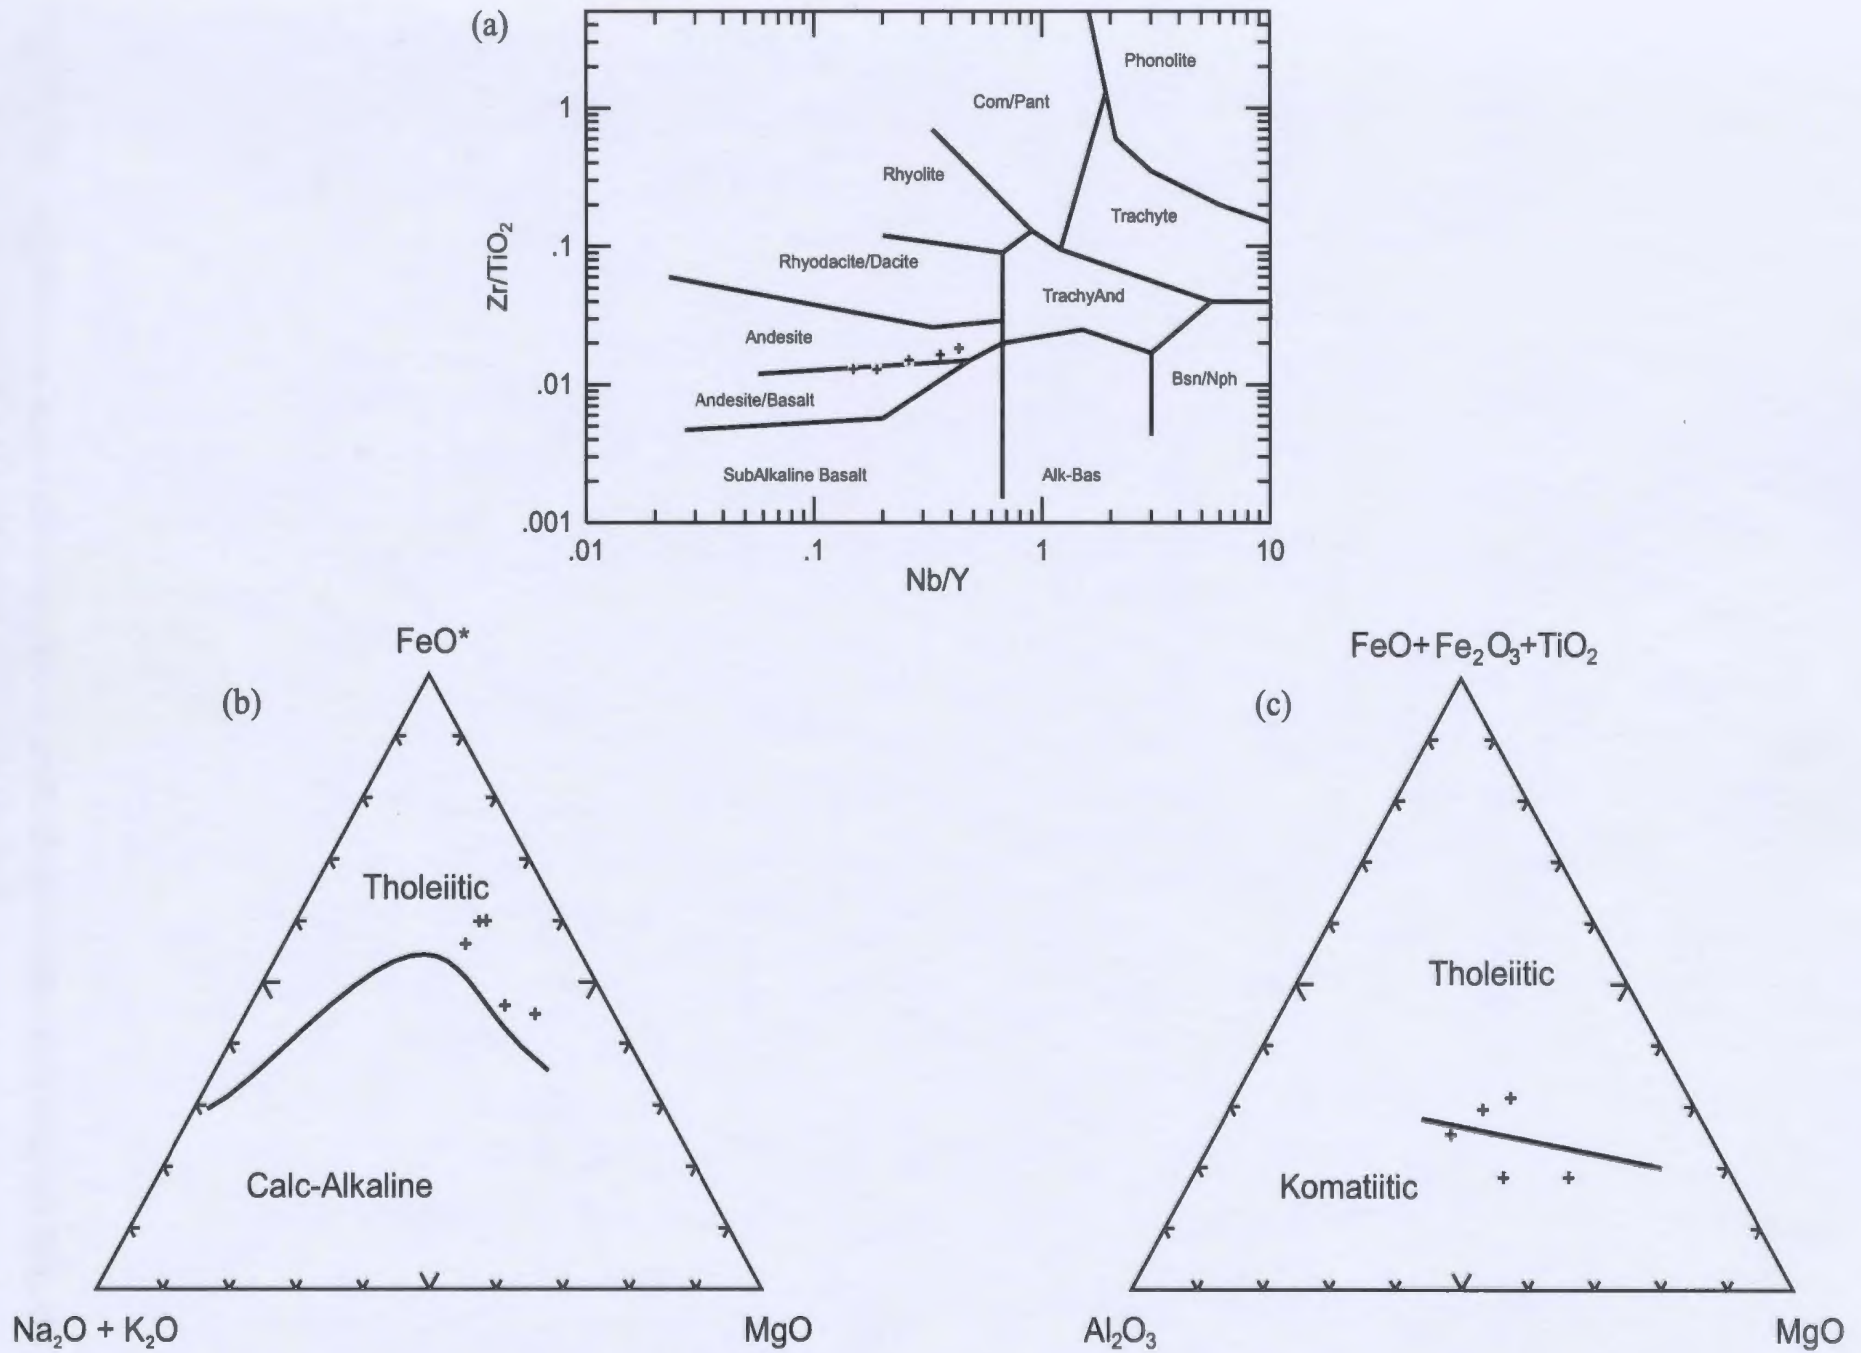 (a)
Phonolite
1
Com/Pant
Rhyolite
Trachyte
Zr/TiO₂
.1
Rhyodacite/Dacite
TrachyAnd
Andesite
.01
Bsn/Nph
Andesite/Basalt
SubAlkaline Basalt
Alk-Bas
.001
.01
.1
1
10
Nb/Y
(b)
FeO*
Tholeiitic
Calc-Alkaline
Na₂O + K₂O
MgO
(c)
FeO+ Fe₂O₃+TiO₂
Tholeiitic
Komatiitic
Al₂O₃
MgO